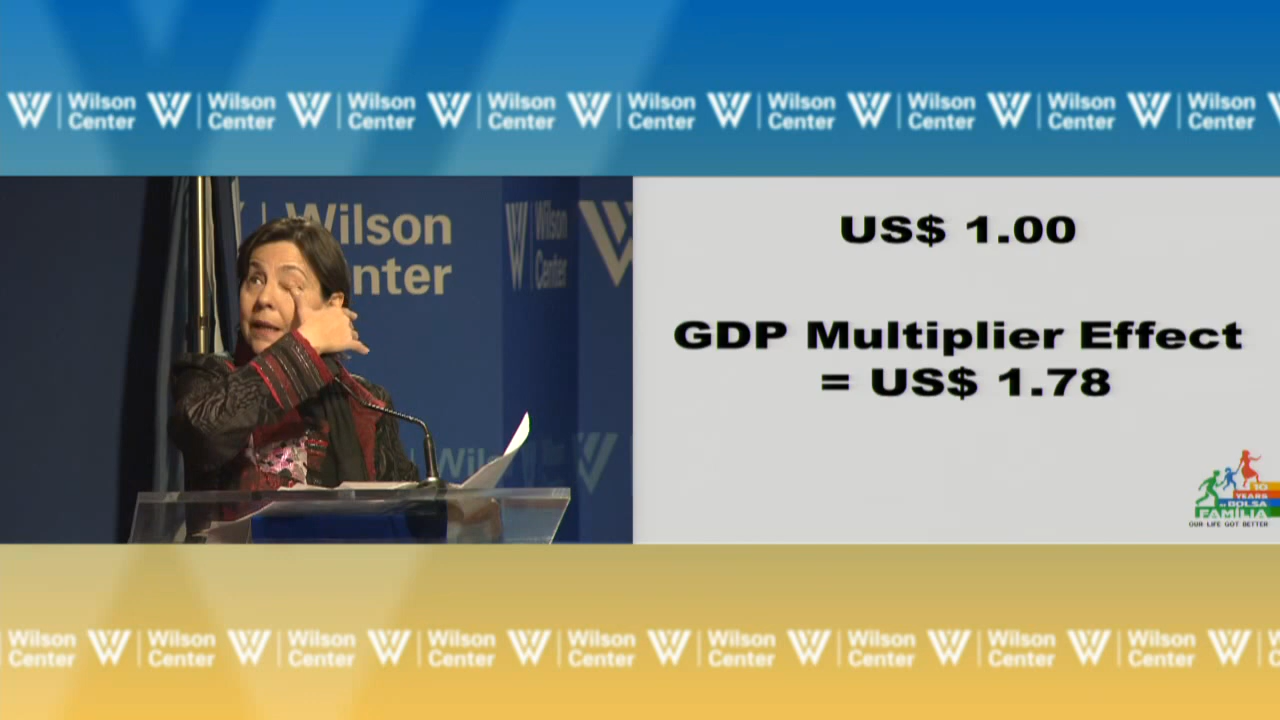 Wilson Wilson Wilson Wilson Wilson Wilson Wilson Wilson Wilson
Center Center Center Center Center Center Center Center Center
Wilson
Center
Wilson
Center
Wil
US$ 1.00
GDP Multiplier Effect
= US$ 1.78
10
YEARS
BOLSA
FAMÍLIA
OUR LIFE GOT BETTER
Wilson Wilson Wilson Wilson Wilson Wilson Wilson Wilson Wilson
Center Center Center Center Center Center Center Center Center